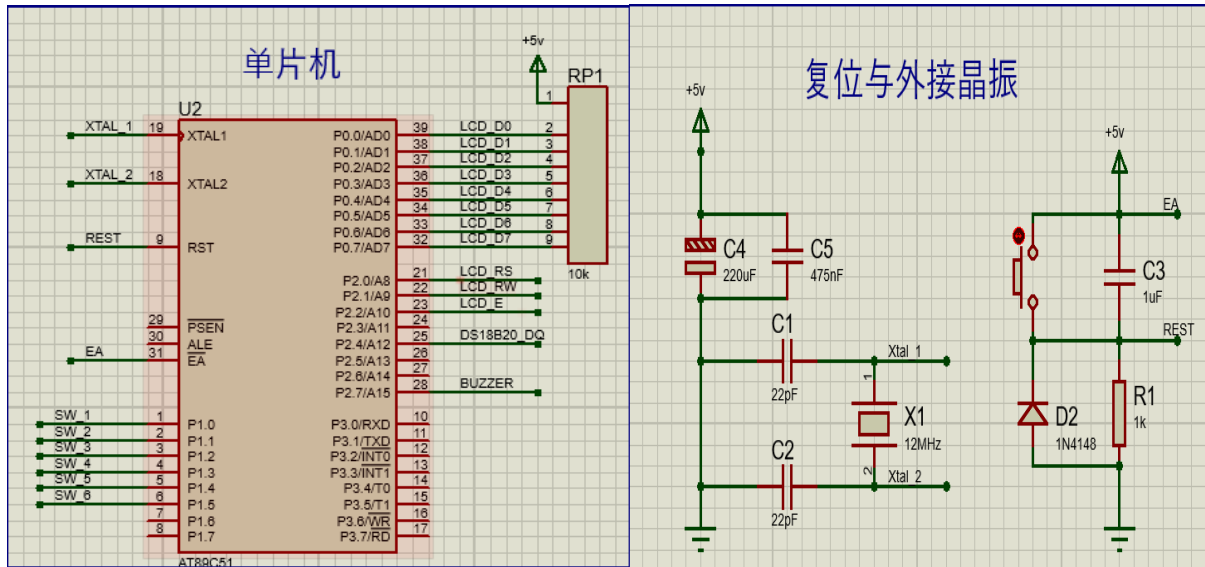 单片机
+5v
RP1
U2
XTAL_1 19 XTAL1
XTAL_2 18 XTAL2
REST 9 RST
29 PSEN
30 ALE
EA 31 EA
SW_1 1 P1.0
SW_2 2 P1.1
SW_3 3 P1.2
SW_4 4 P1.3
SW_5 5 P1.4
SW_6 6 P1.5
7 P1.6
8 P1.7
AT89C51
1
P0.0/AD0 39 LCD_D0 2
P0.1/AD1 38 LCD_D1 3
P0.2/AD2 37 LCD_D2 4
P0.3/AD3 36 LCD_D3 5
P0.4/AD4 35 LCD_D4 6
P0.5/AD5 34 LCD_D5 7
P0.6/AD6 33 LCD_D6 8
P0.7/AD7 32 LCD_D7 9
10k
P2.0/A8 21 LCD_RS
P2.1/A9 22 LCD_RW
P2.2/A10 23 LCD_E
P2.3/A11 24
P2.4/A12 25 DS18B20_DQ
P2.5/A13 26
P2.6/A14 27
P2.7/A15 28 BUZZER
P3.0/RXD 10
P3.1/TXD 11
P3.2/INT0 12
P3.3/INT1 13
P3.4/T0 14
P3.5/T1 15
P3.6/WR 16
P3.7/RD 17
复位与外接晶振
+5v
C4
220uF
C5
475nF
C1
22pF
Xtal_1
1
X1
12MHz
2
C2
22pF
Xtal_2
+5v
EA
C3
1uF
REST
D2
1N4148
R1
1k